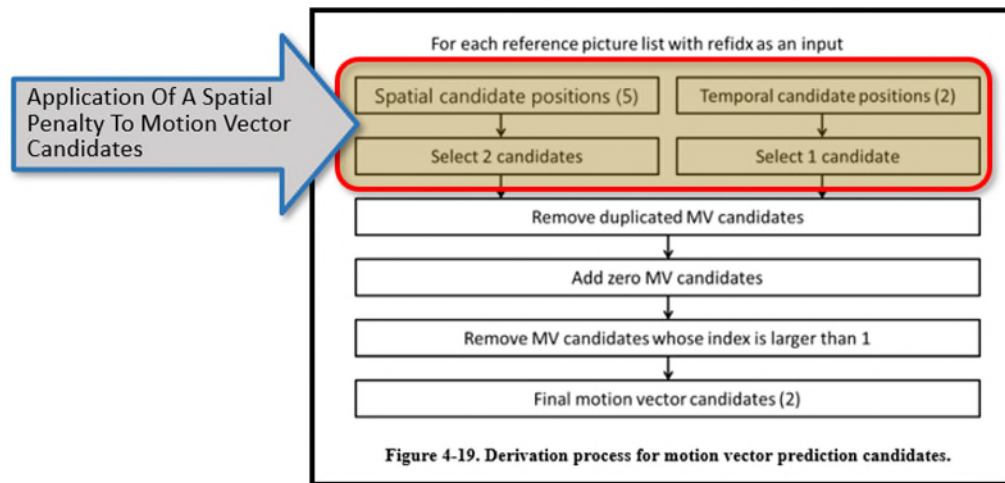 For each reference picture list with refidx as an input
Application Of A Spatial
Penalty To Motion Vector
Candidates
Spatial candidate positions (5)
Temporal candidate positions (2)
Select 2 candidates
Select 1 candidate
Remove duplicated MV candidates
Add zero MV candidates
Remove MV candidates whose index is larger than 1
Final motion vector candidates (2)
Figure 4-19. Derivation process for motion vector prediction candidates.